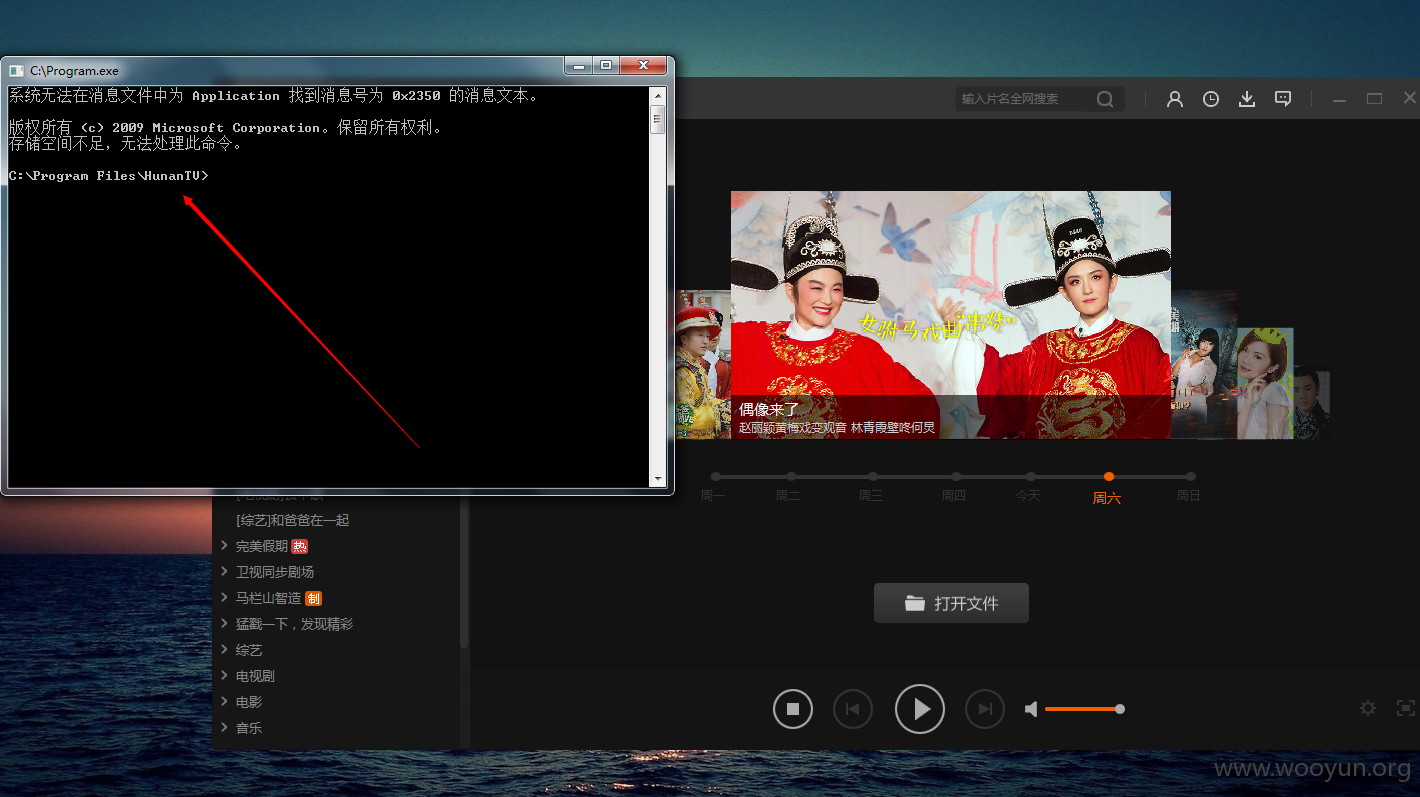 C:\Program.exe
系统无法在消息文件中为 Application 找到消息号为 0x2350 的消息文本。
版权所有 (c) 2009 Microsoft Corporation。保留所有权利。
存储空间不足，无法处理此命令。
C:\Program Files\HunanTV>
输入片名全网搜索
女驸马戏曲“串烧”
偶像来了
赵丽颖黄梅戏变观音 林青霞壁咚何炅
周一
周二
周三
周四
今天
周六
周日
[综艺]和爸爸在一起
完美假期 热
卫视同步剧场
马栏山智造 制
猛戳一下，发现精彩
综艺
电视剧
电影
音乐
打开文件
www.wooyun.org